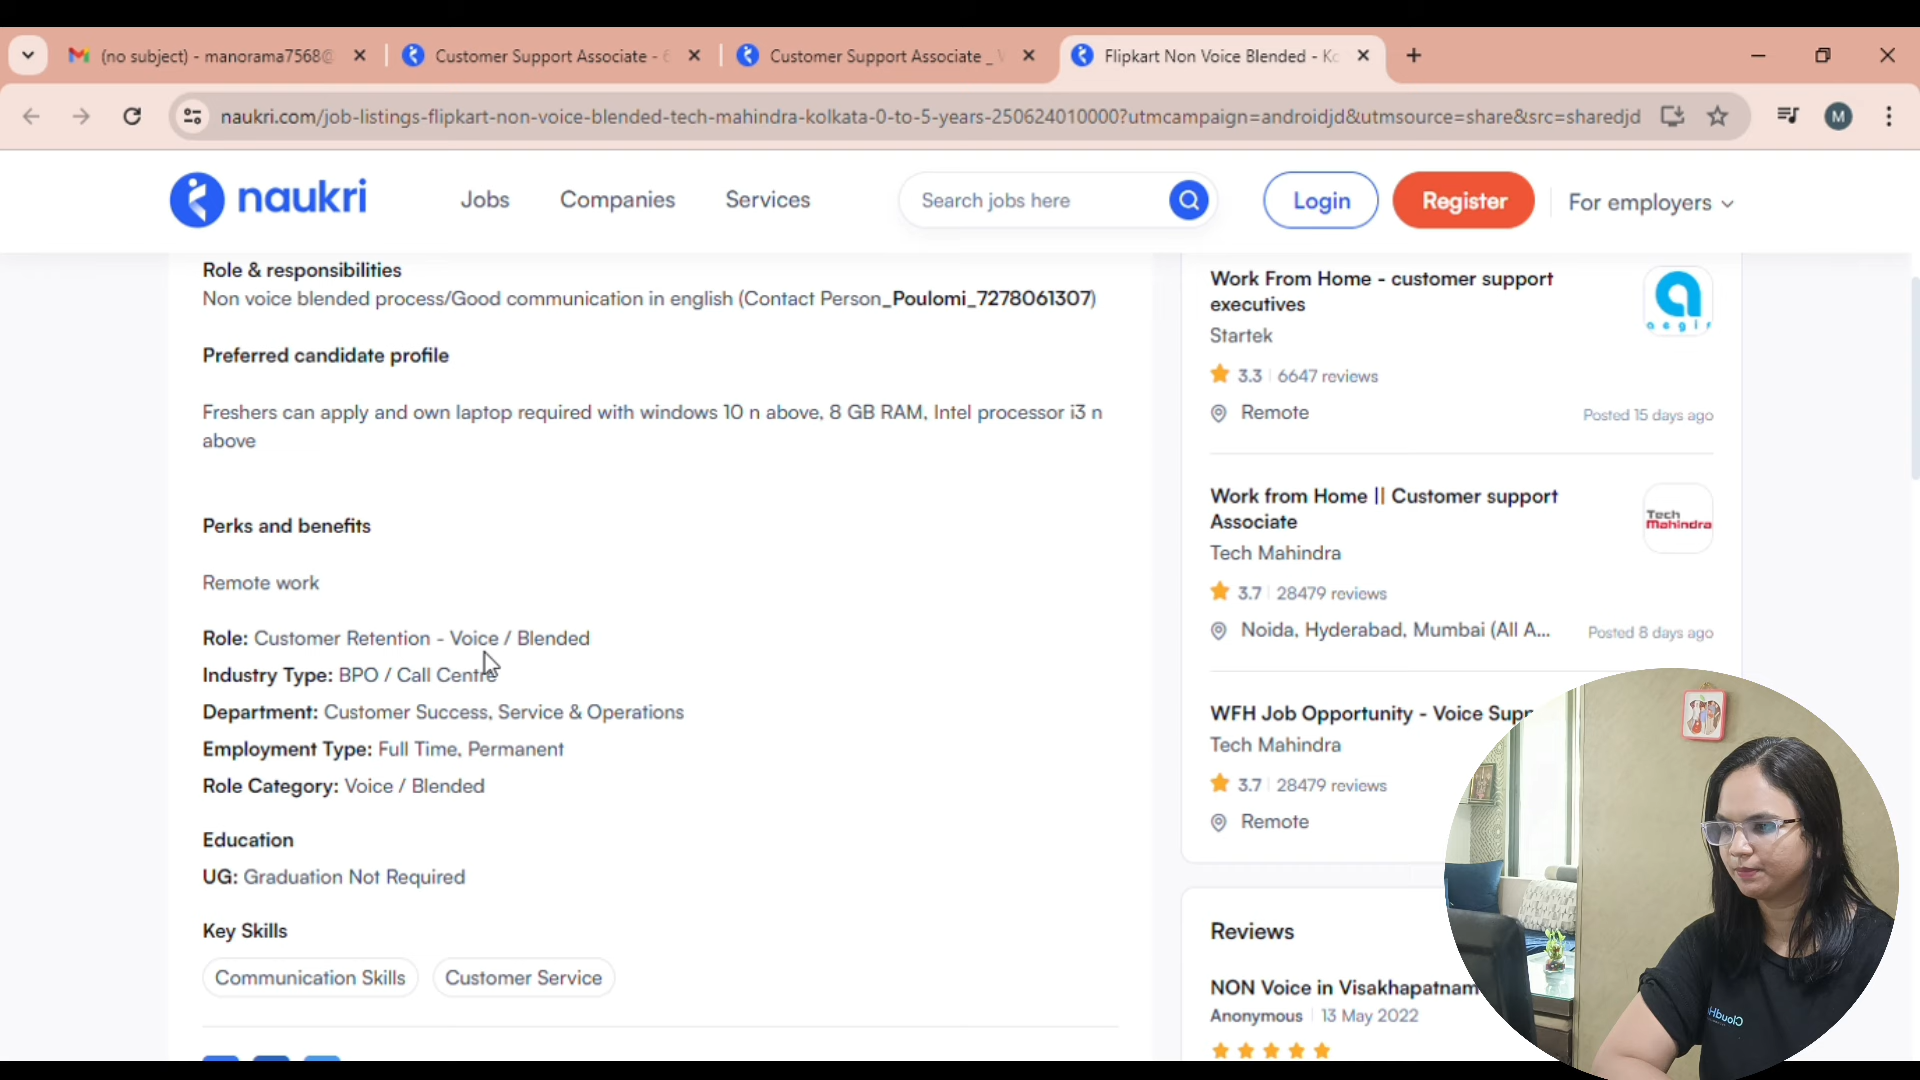 (no subject) - manorama7568@
Customer Support Associate - 6
Customer Support Associate _ V
Flipkart Non Voice Blended - Ko
naukri.com/job-listings-flipkart-non-voice-blended-tech-mahindra-kolkata-0-to-5-years-250624010000?utmcampaign=androidjd&utmsource=share&src=sharedjd
M
naukri
Jobs
Companies
Services
Search jobs here
Login
Register
For employers
Role & responsibilities
Non voice blended process/Good communication in english (Contact Person_Poulomi_7278061307)
Preferred candidate profile
Freshers can apply and own laptop required with windows 10 n above, 8 GB RAM, Intel processor i3 n
above
Perks and benefits
Remote work
Role: Customer Retention - Voice / Blended
Industry Type: BPO / Call Centre
Department: Customer Success, Service & Operations
Employment Type: Full Time, Permanent
Role Category: Voice / Blended
Education
UG: Graduation Not Required
Key Skills
Communication Skills
Customer Service
Work From Home - customer support
executives
Startek
3.3 | 6647 reviews
Remote
Posted 15 days ago
aegis
Work from Home || Customer support
Associate
Tech Mahindra
3.7 | 28479 reviews
Noida, Hyderabad, Mumbai (All A...
Posted 8 days ago
Tech
Mahindra
WFH Job Opportunity - Voice Supp
Tech Mahindra
3.7 | 28479 reviews
Remote
Reviews
NON Voice in Visakhapatnam
Anonymous | 13 May 2022